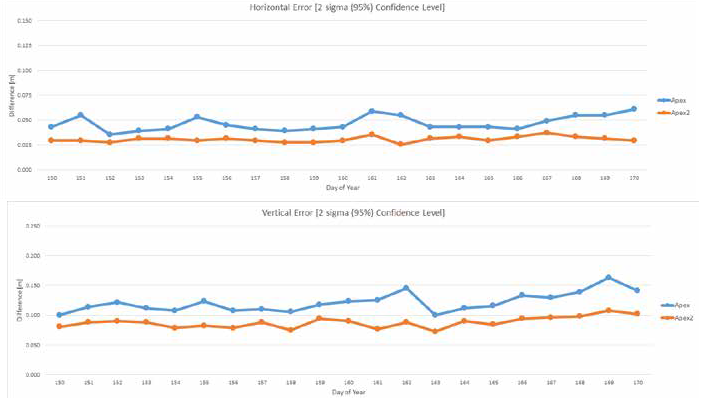 Horizontal Error [2 sigma (95%) Confidence Level]
0.150
0.125
0.100
0.075
0.050
0.025
0.000
Difference [m]
150 151 152 153 154 155 156 157 158 159 160 161 162 163 164 165 166 167 168 169 170
Day of Year
Apex
Apex2
Vertical Error [2 sigma (95%) Confidence Level]
0.250
0.200
0.150
0.100
0.050
0.000
Difference [m]
150 151 152 153 154 155 156 157 158 159 160 161 162 163 164 165 166 167 168 169 170
Day of Year
Apex
Apex2